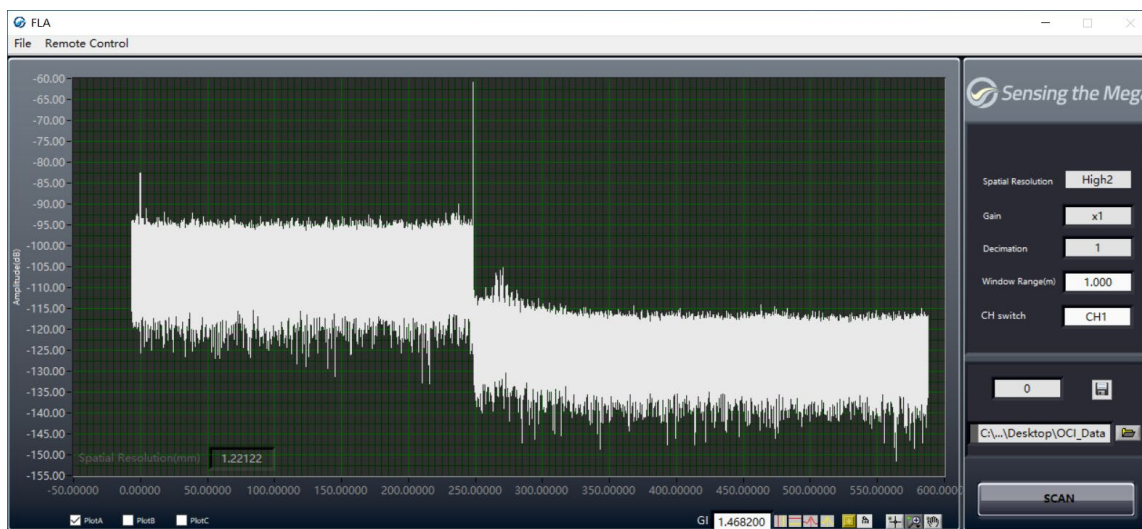 FLA
File Remote Control
Sensing the Mega
-60.00
-65.00
-70.00
-75.00
-80.00
-85.00
-90.00
-95.00
-100.00
-105.00
-110.00
-115.00
-120.00
-125.00
-130.00
-135.00
-140.00
-145.00
-150.00
-155.00
Amplitude(dB)
Spatial Resolution(mm) 1.22122
-50.00000 0.00000 50.00000 100.00000 150.00000 200.00000 250.00000 300.00000 350.00000 400.00000 450.00000 500.00000 550.00000 600.0000
PlotA PlotB PlotC
GI 1.468200
Spatial Resolution High2
Gain x1
Decimation 1
Window Range(m) 1.000
CH switch CH1
0
C:\...\Desktop\OCI_Data
SCAN